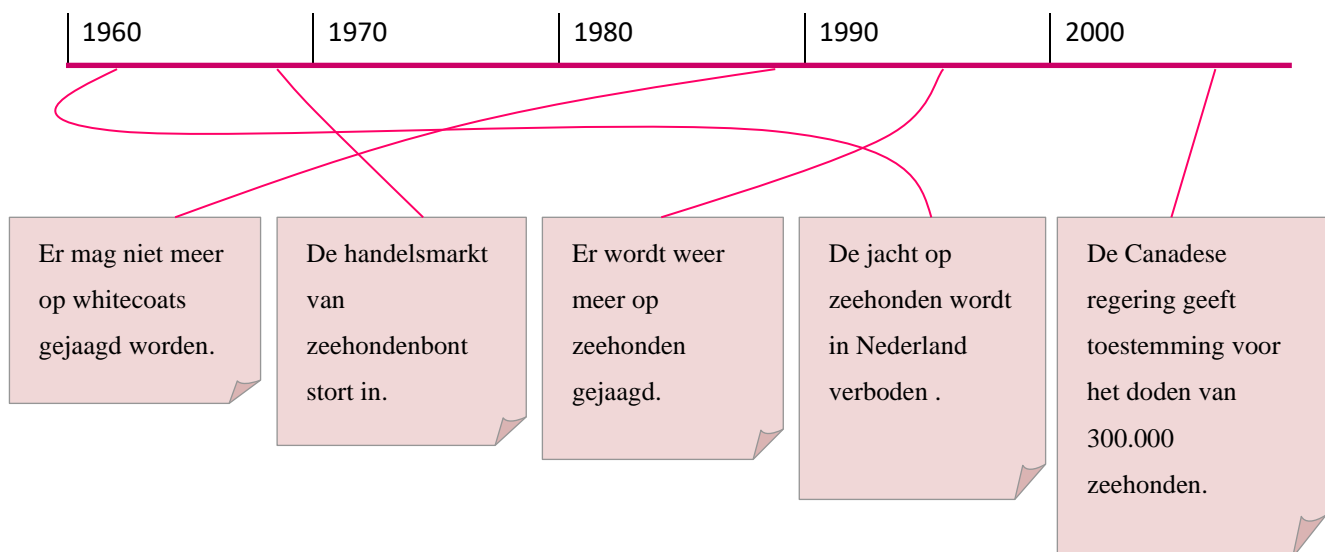 1960
1970
1980
1990
2000
Er mag niet meer
op whitecoats
gejaagd worden.
De handelsmarkt
van
zeehondenbont
stort in.
Er wordt weer
meer op
zeehonden
gejaagd.
De jacht op
zeehonden wordt
in Nederland
verboden .
De Canadese
regering geeft
toestemming voor
het doden van
300.000
zeehonden.